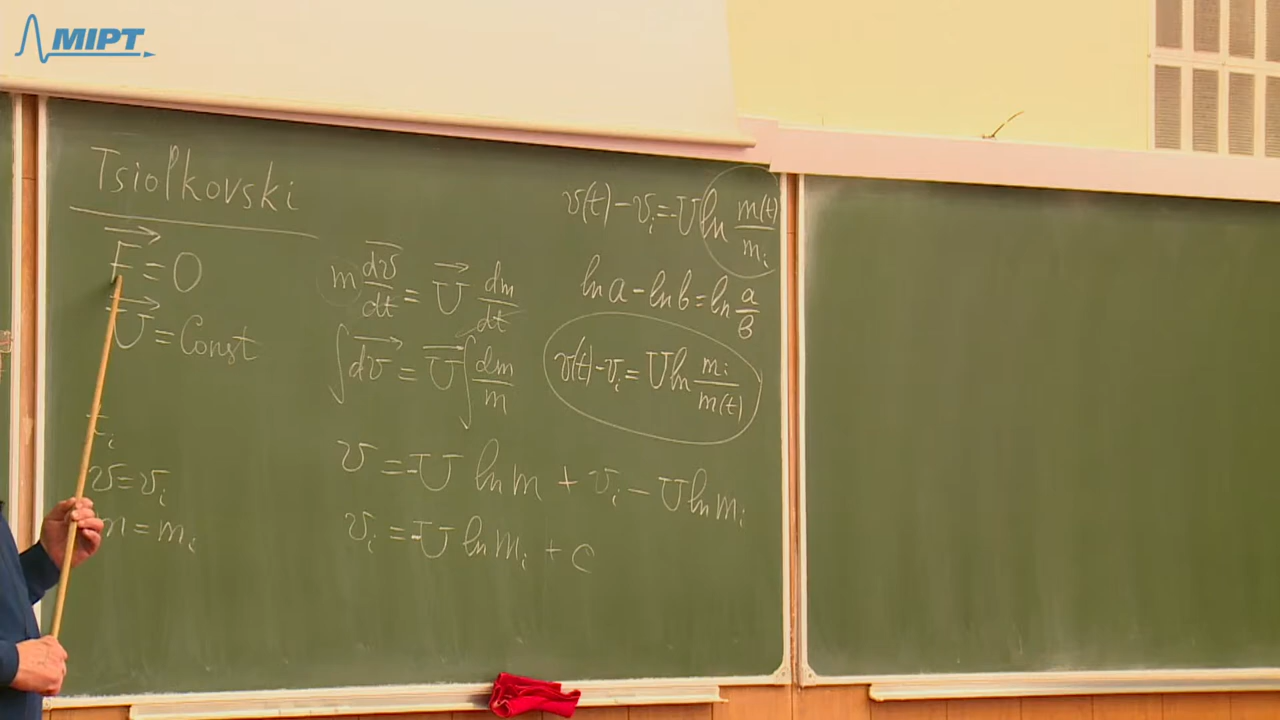 MIPT
Tsiolkovski
F⃗ = 0
U⃗ = Const
t_i
v = v_i
m = m_i
m dv⃗/dt = U⃗ dm/dt
∫dv⃗ = U⃗ ∫dm/m
v = -U ln m + v_i - U ln m_i
v_i = -U ln m_i + c
v(t) - v_i = -U ln m(t)/m_i
ln a - ln b = ln a/b
v(t) - v_i = U ln m_i/m(t)